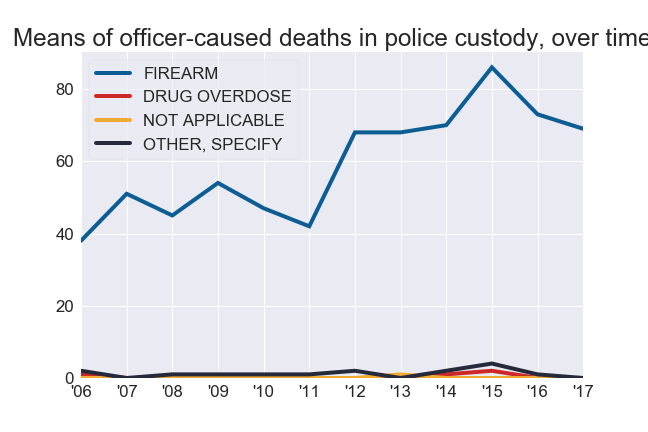 Means of officer-caused deaths in police custody, over time
FIREARM
DRUG OVERDOSE
NOT APPLICABLE
OTHER, SPECIFY
80
60
40
20
0
'06 '07 '08 '09 '10 '11 '12 '13 '14 '15 '16 '17